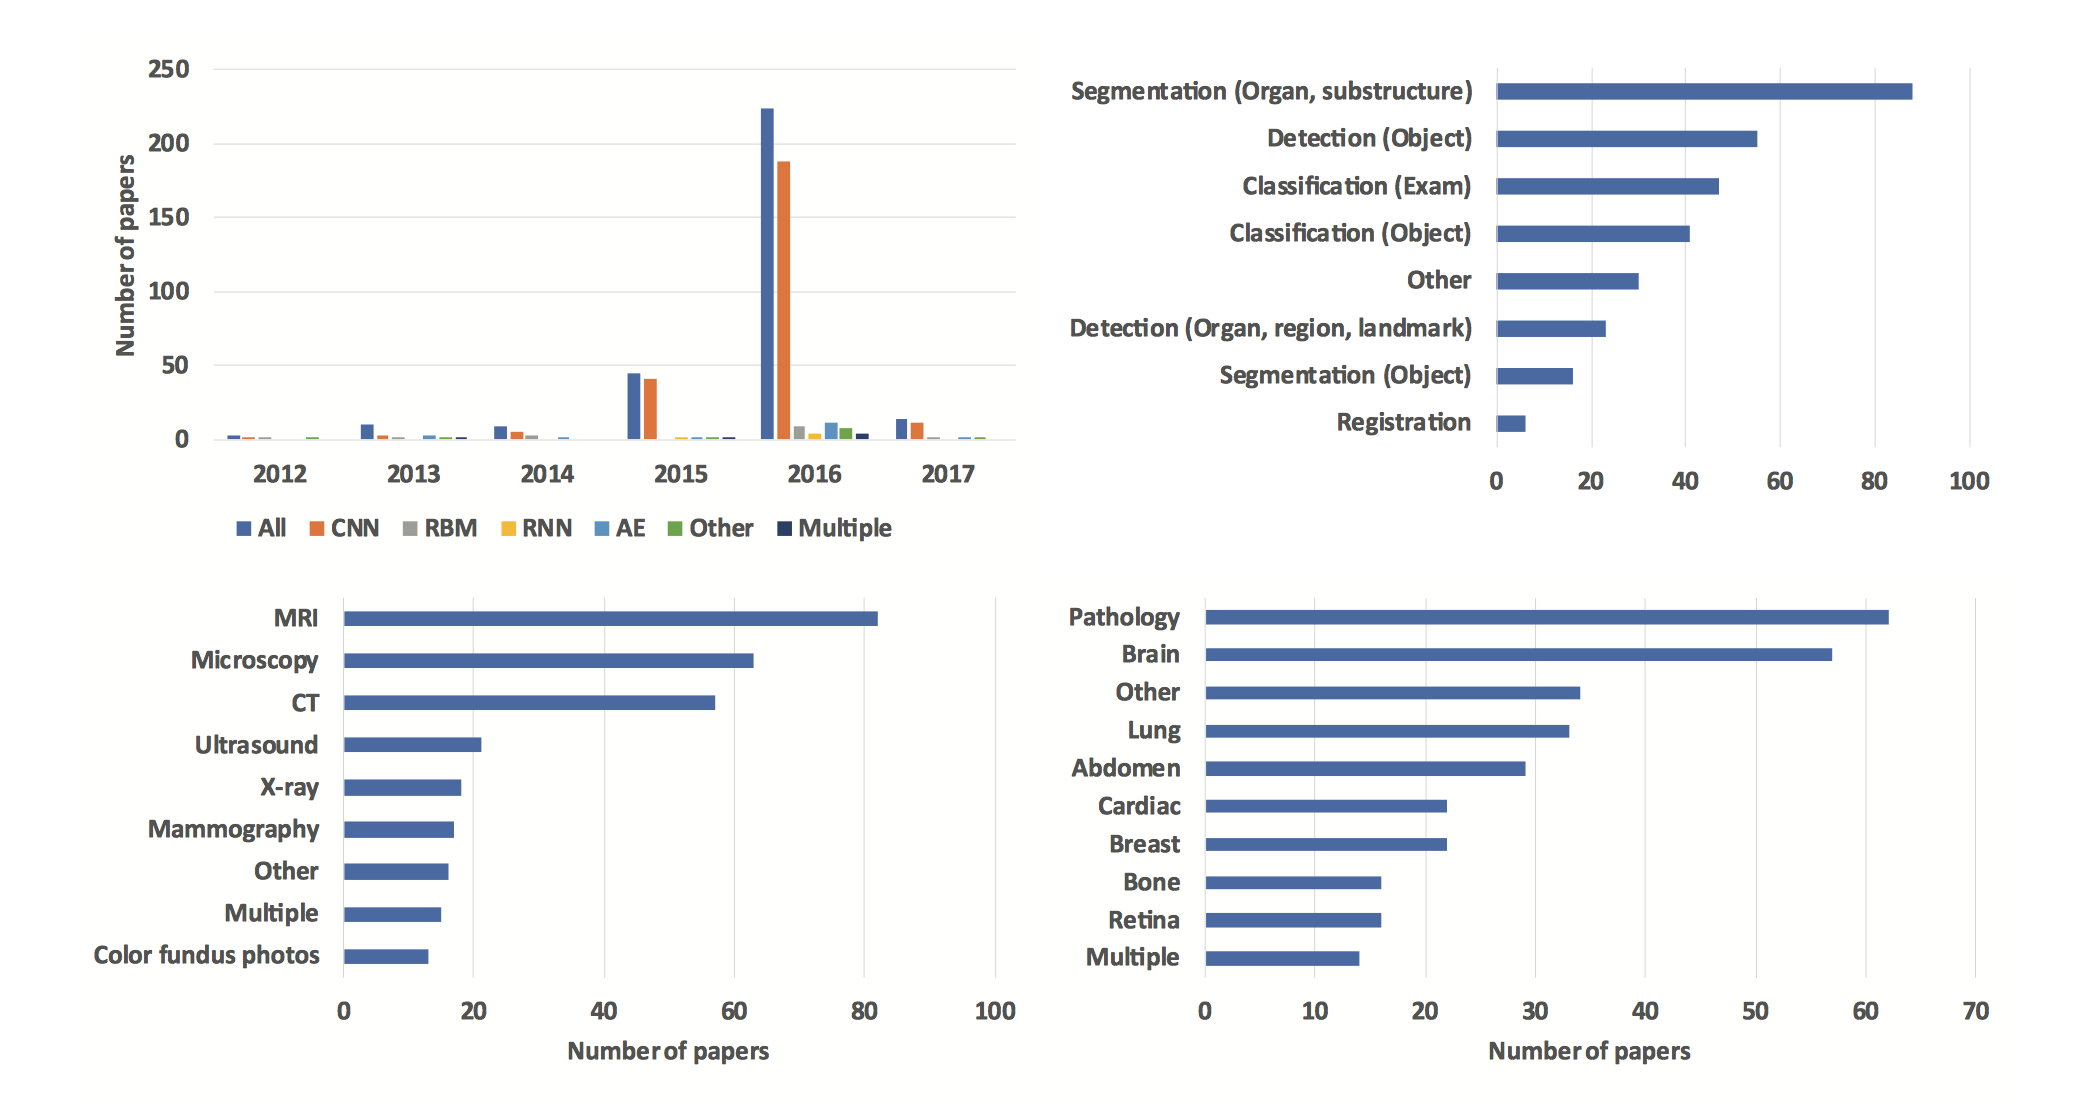 250
200
150
100
50
0
Number of papers
2012 2013 2014 2015 2016 2017
All CNN RBM RNN AE Other Multiple
Segmentation (Organ, substructure)
Detection (Object)
Classification (Exam)
Classification (Object)
Other
Detection (Organ, region, landmark)
Segmentation (Object)
Registration
0 20 40 60 80 100
MRI
Microscopy
CT
Ultrasound
X-ray
Mammography
Other
Multiple
Color fundus photos
0 20 40 60 80 100
Number of papers
Pathology
Brain
Other
Lung
Abdomen
Cardiac
Breast
Bone
Retina
Multiple
0 10 20 30 40 50 60 70
Number of papers